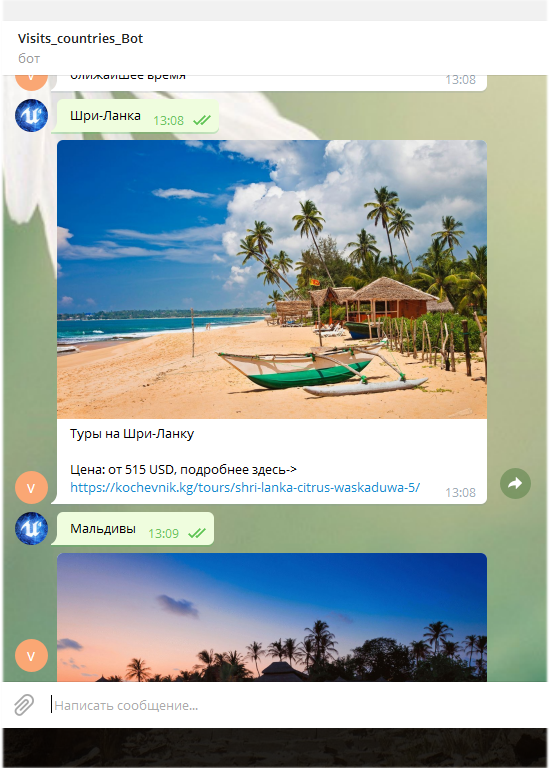 Visits_countries_Bot
бот
ближайшее время
13:08
Шри-Ланка 13:08
Туры на Шри-Ланку
Цена: от 515 USD, подробнее здесь->
https://kochevnik.kg/tours/shri-lanka-citrus-waskaduwa-5/
V
13:08
Мальдивы 13:09
V
Написать сообщение...